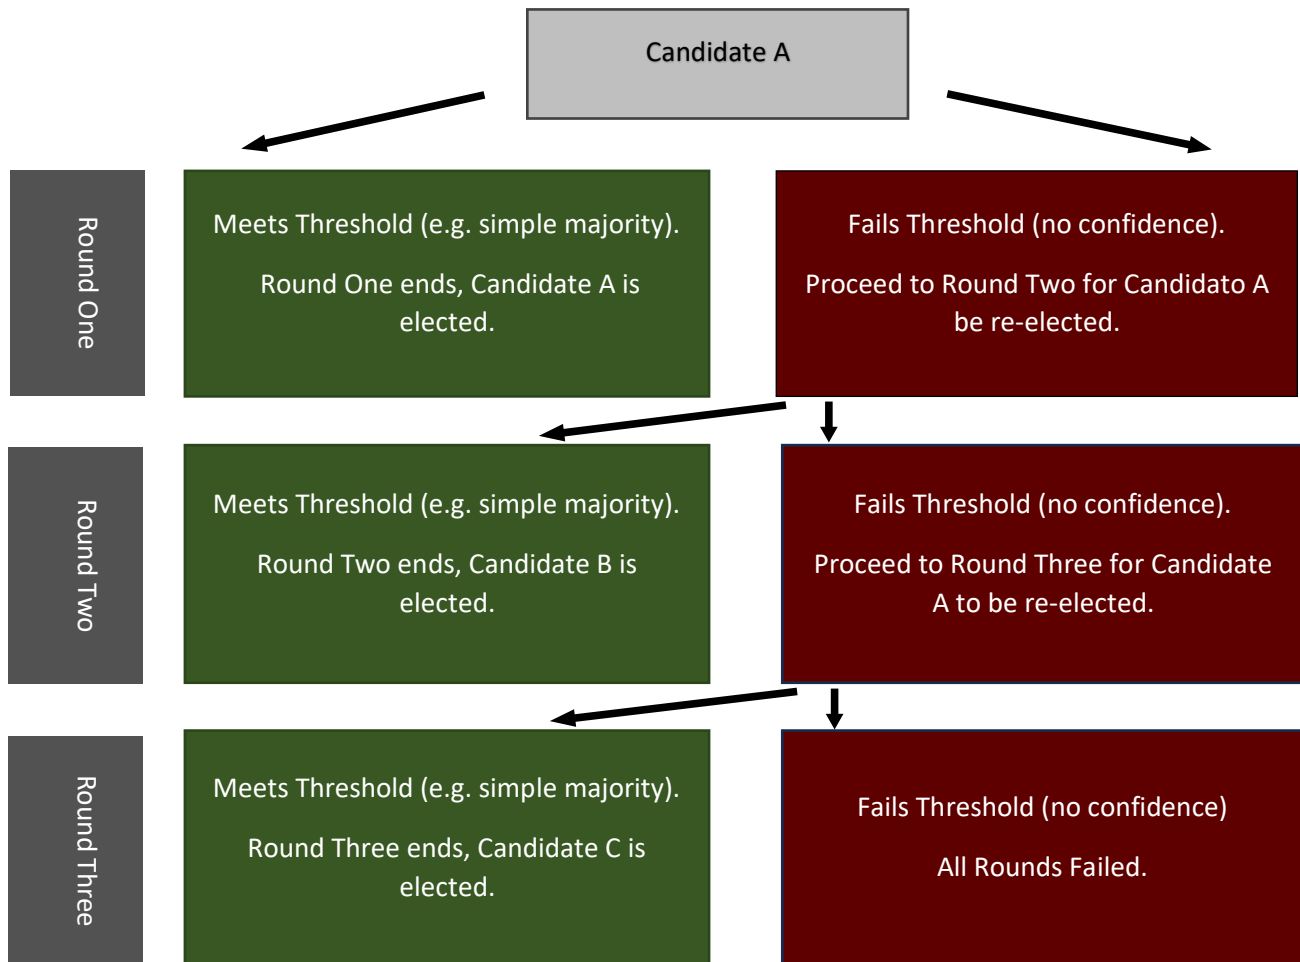 Candidate A
Round One
Meets Threshold (e.g. simple majority).
Round One ends, Candidate A is
elected.
Fails Threshold (no confidence).
Proceed to Round Two for Candidato A
be re-elected.
Round Two
Meets Threshold (e.g. simple majority).
Round Two ends, Candidate B is
elected.
Fails Threshold (no confidence).
Proceed to Round Three for Candidate
A to be re-elected.
Round Three
Meets Threshold (e.g. simple majority).
Round Three ends, Candidate C is
elected.
Fails Threshold (no confidence)
All Rounds Failed.